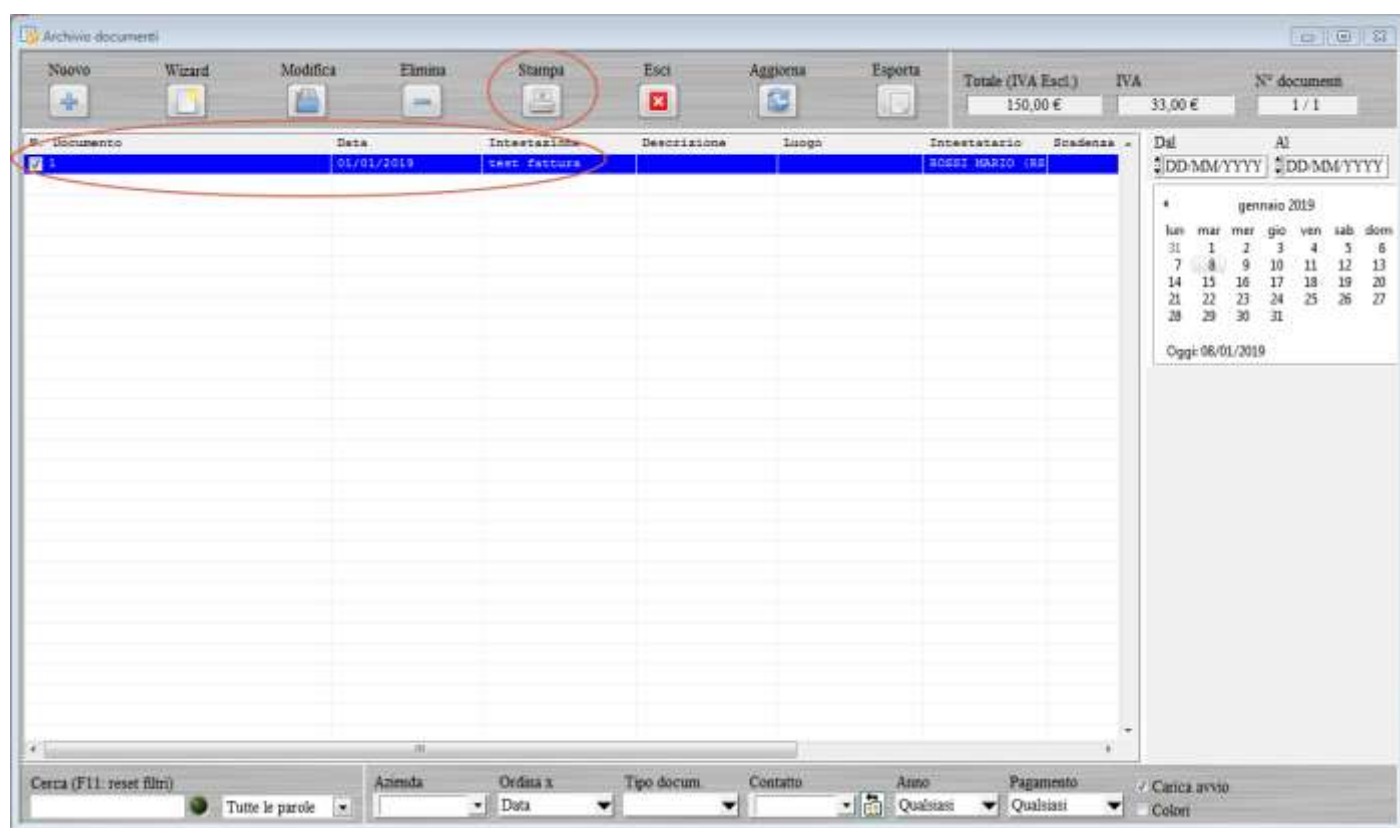 Archivio documenti
Nuovo Wizard Modifica Elimina Stampa Esci Aggiorna Esporta
Totale (IVA Escl.) IVA N° documenti
150,00 € 33,00 € 1 / 1
N. Documento Data Intestazione Descrizione Luogo Intestatario Scadenza
1 01/01/2019 test fattura ROSSI MARIO (RS
Dal Al
DD/MM/YYYY DD/MM/YYYY
gennaio 2019
lun mar mer gio ven sab dom
31 1 2 3 4 5 6
7 8 9 10 11 12 13
14 15 16 17 18 19 20
21 22 23 24 25 26 27
28 29 30 31
Oggi: 08/01/2019
Cerca (F11: reset filtri) Azienda Ordina x Tipo docum. Contatto Anno Pagamento Carica avvio
Tutte le parole Data Qualsiasi Qualsiasi Colori